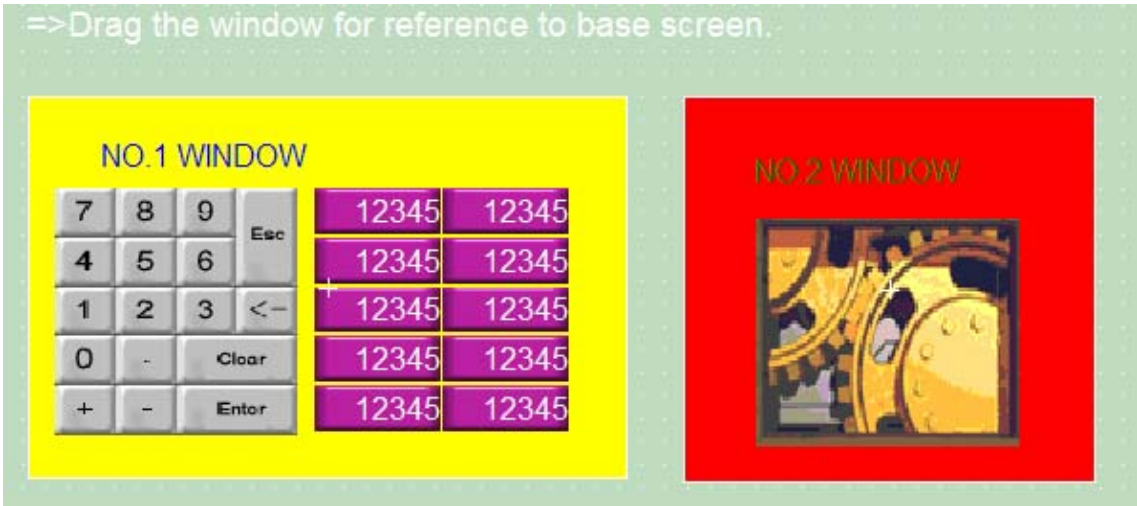 =>Drag the window for reference to base screen.
NO.1 WINDOW
7 8 9 Esc
4 5 6
1 2 3 <-
0 . Clear
+ - Enter
12345 12345
12345 12345
12345 12345
12345 12345
12345 12345
NO.2 WINDOW